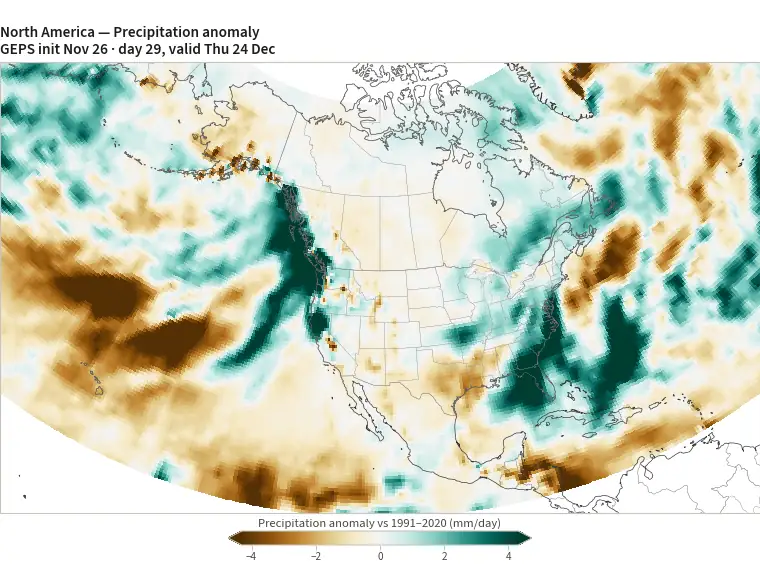 North America — Precipitation anomaly
GEPS init Nov 26 · day 29, valid Thu 24 Dec
Precipitation anomaly vs 1991–2020 (mm/day)
−4 −2 0 2 4